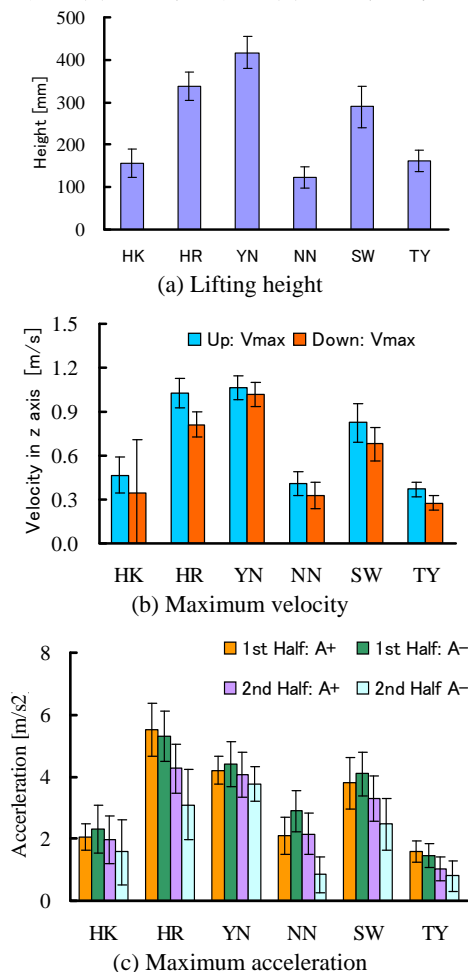 500
400
300
200
100
0
Height [mm]
HK HR YN NN SW TY
(a) Lifting height
1.5
1.2
0.9
0.6
0.3
0.0
Velocity in z axis [m/s]
Up: Vmax Down: Vmax
HK HR YN NN SW TY
(b) Maximum velocity
8
6
4
2
0
Accerleration [m/s2
1st Half: A+ 1st Half: A−
2nd Half: A+ 2nd Half A−
HK HR YN NN SW TY
(c) Maximum acceleration